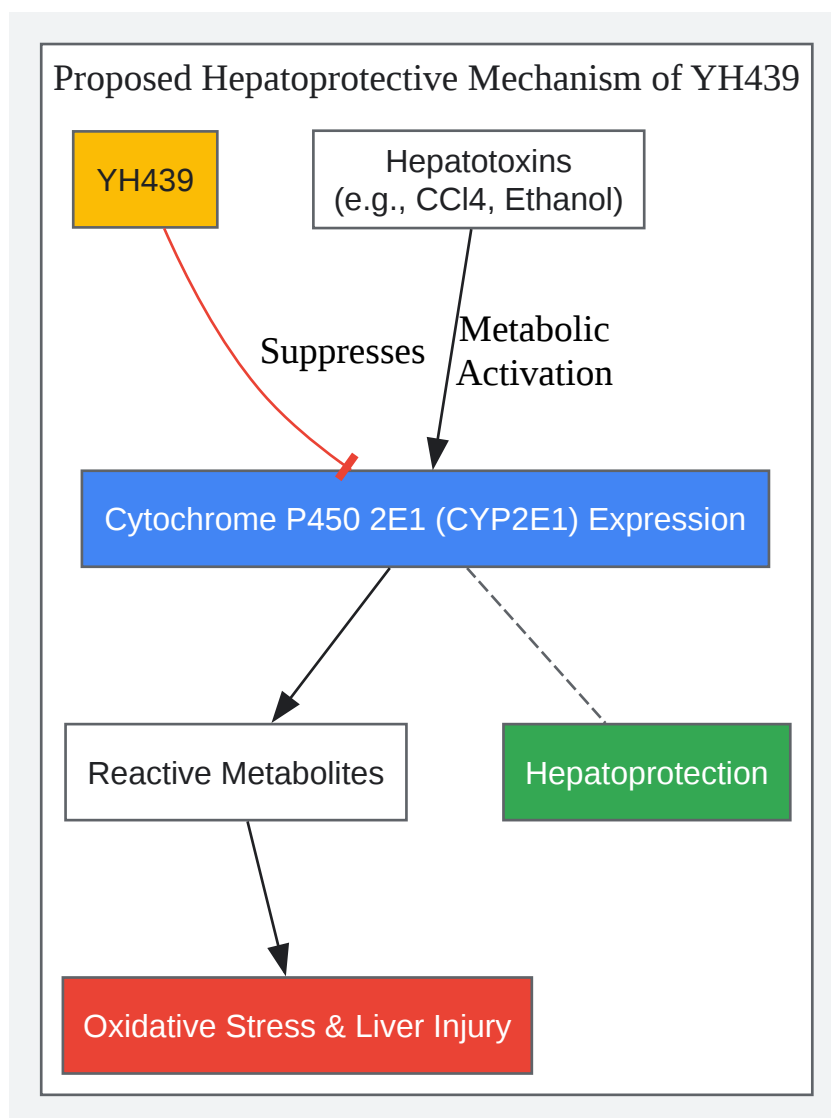 Proposed Hepatoprotective Mechanism of YH439
YH439
Hepatotoxins
(e.g., CCl4, Ethanol)
Suppresses
Metabolic
Activation
Cytochrome P450 2E1 (CYP2E1) Expression
Reactive Metabolites
Hepatoprotection
Oxidative Stress & Liver Injury